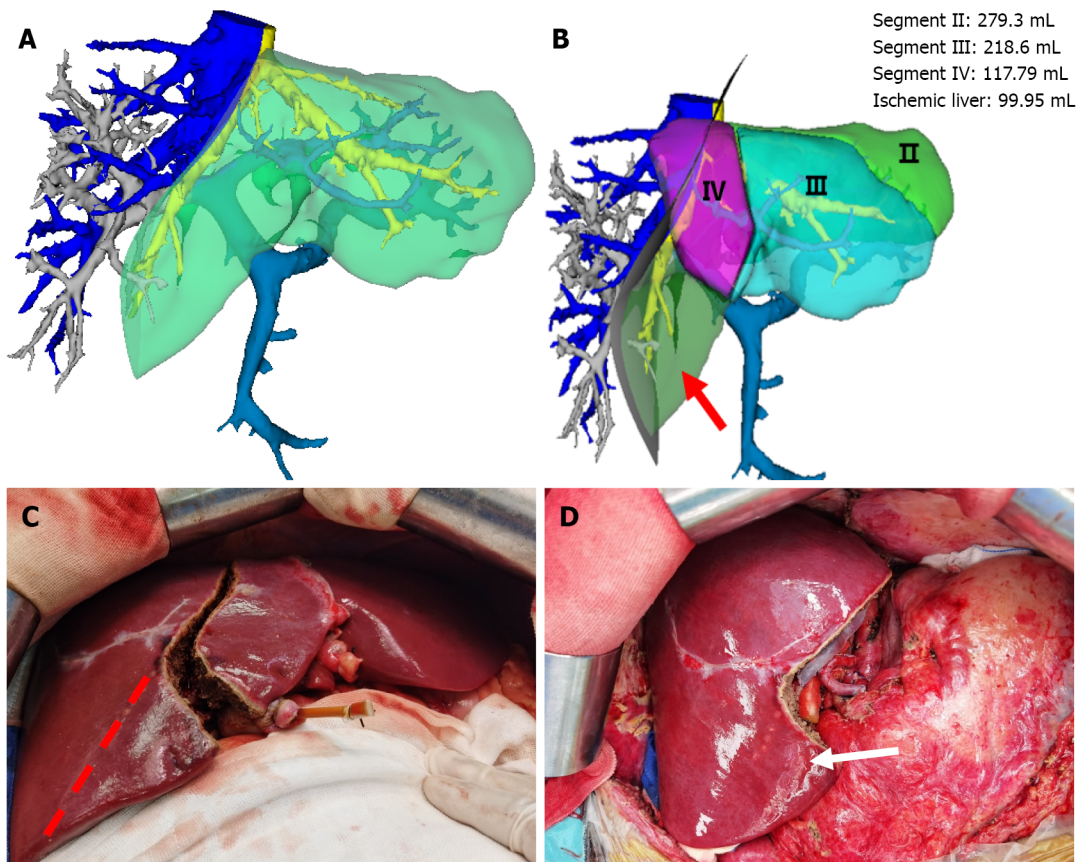 A
B
Segment II: 279.3 mL
Segment III: 218.6 mL
Segment IV: 117.79 mL
Ischemic liver: 99.95 mL
II
III
IV
C
D